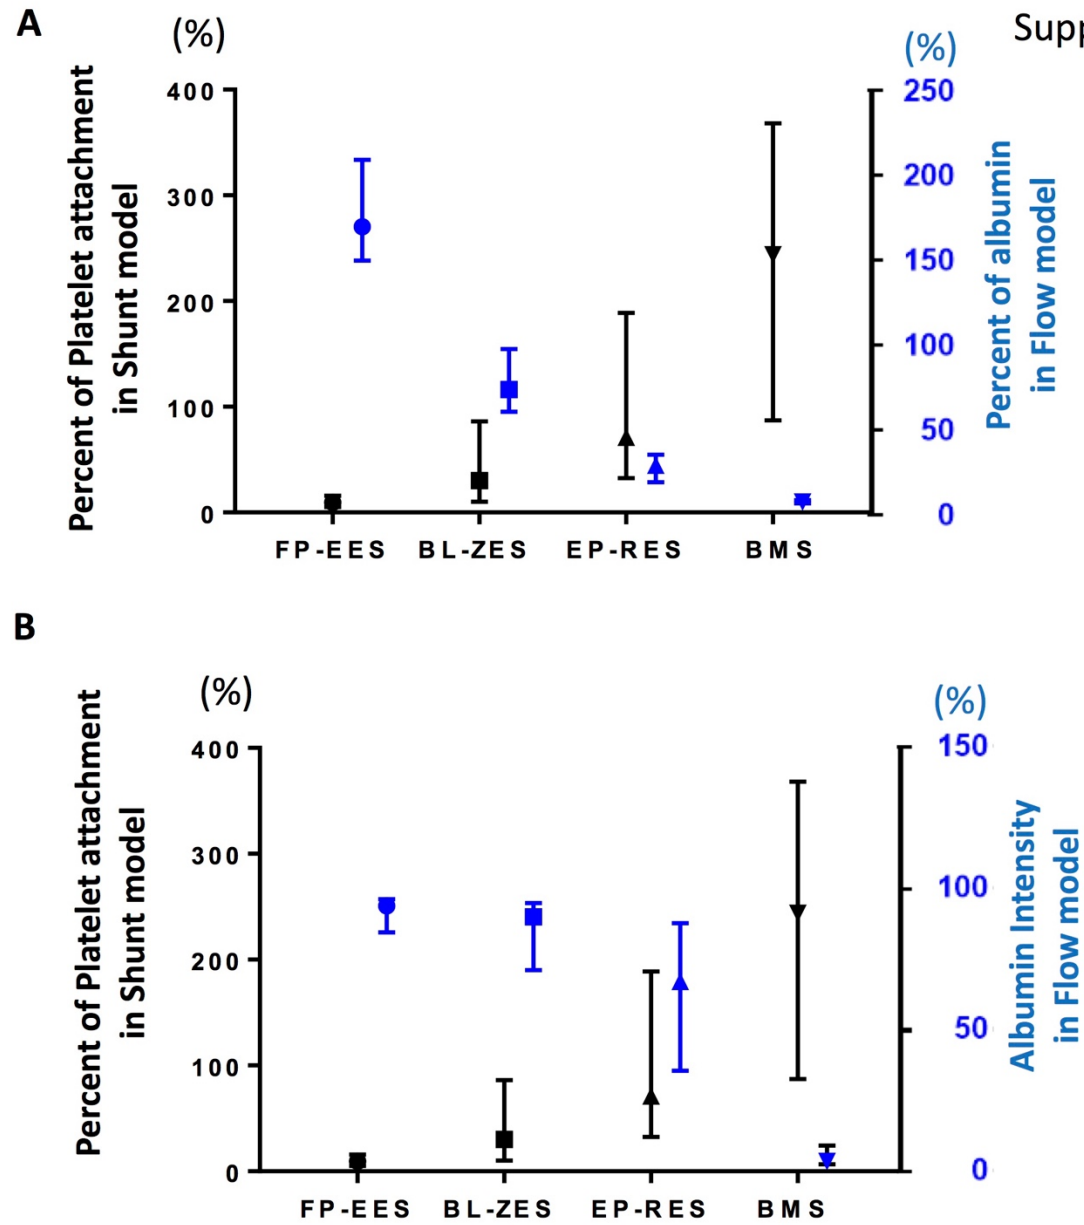 A
(%)
Supp
(%)
Percent of Platelet attachment
in Shunt model
400
300
200
100
0
250
200
150
100
50
0
Percent of albumin
in Flow model
FP-EES BL-ZES EP-RES BMS
B
(%)
(%)
Percent of Platelet attachment
in Shunt model
400
300
200
100
0
150
100
50
0
Albumin Intensity
in Flow model
FP-EES BL-ZES EP-RES BMS